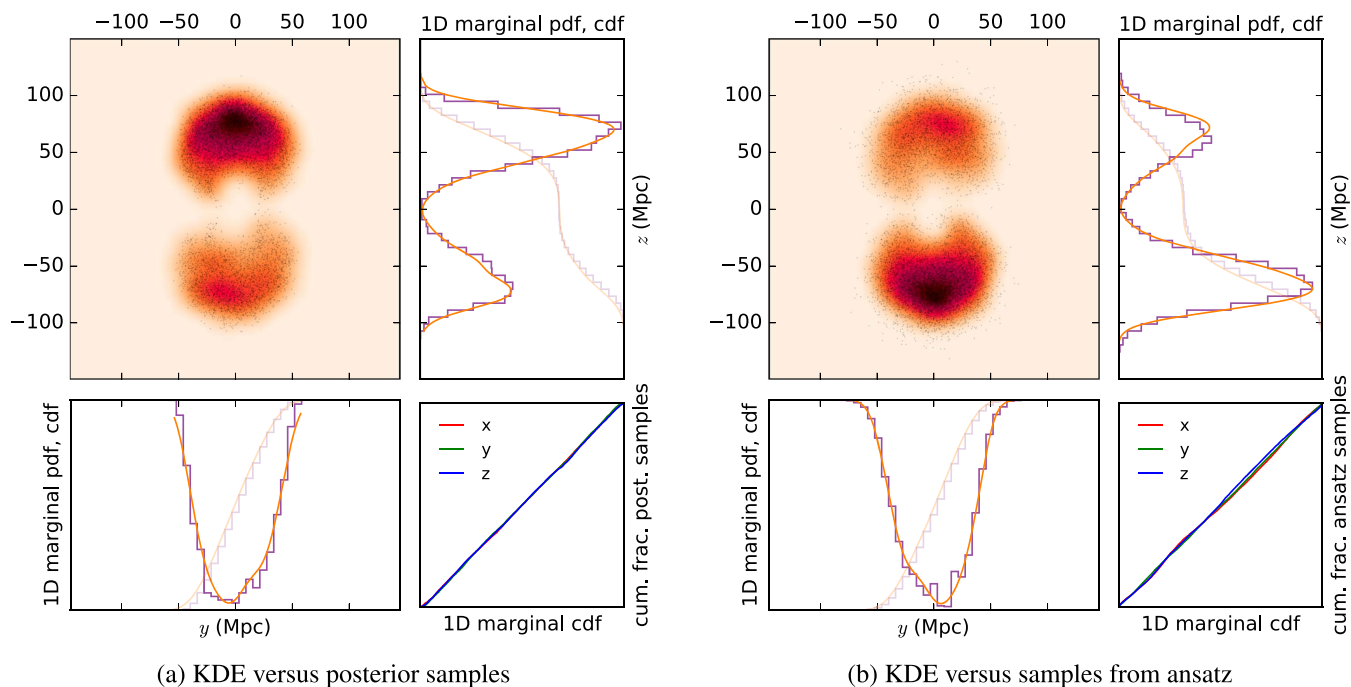 −100 −50 0 50 100
1D marginal pdf, cdf
100
50
0
−50
−100
z (Mpc)
1D marginal pdf, cdf
y (Mpc)
x
y
z
1D marginal cdf
cum. frac. post. samples
(a) KDE versus posterior samples
−100 −50 0 50 100
1D marginal pdf, cdf
100
50
0
−50
−100
z (Mpc)
1D marginal pdf, cdf
y (Mpc)
x
y
z
1D marginal cdf
cum. frac. ansatz samples
(b) KDE versus samples from ansatz